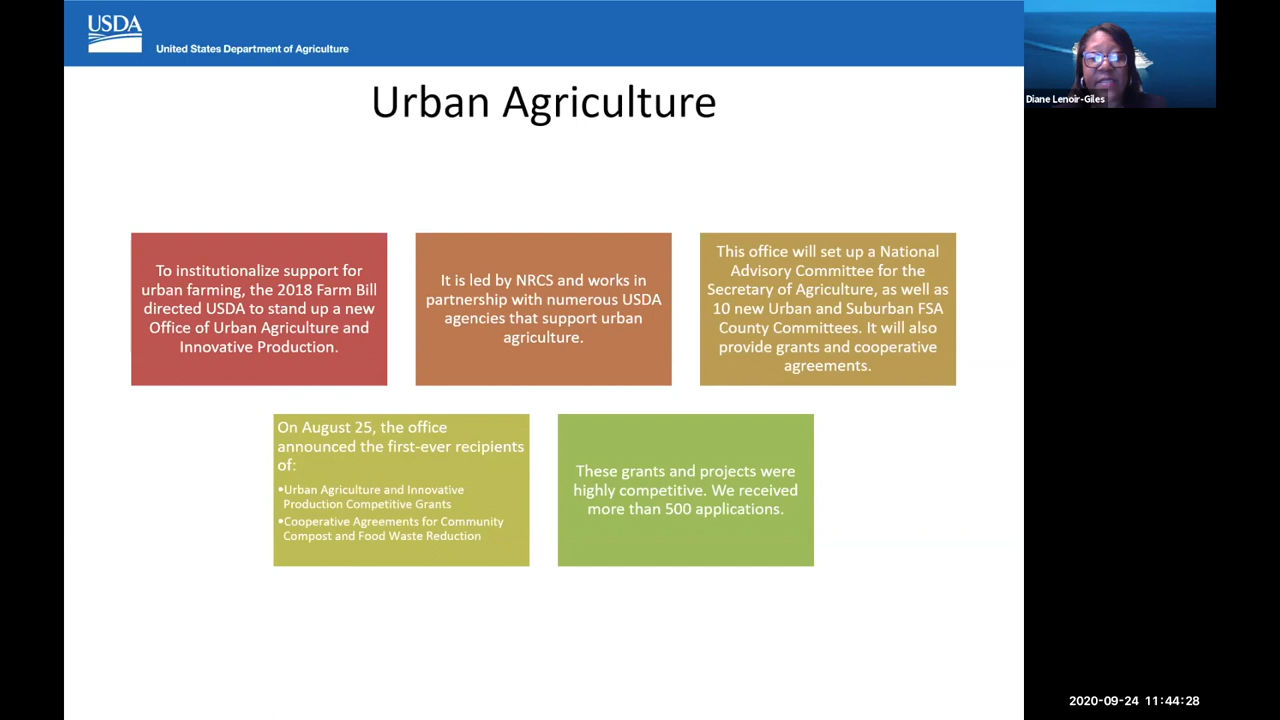 USDA
United States Department of Agriculture
Diane Lenoir-Giles
Urban Agriculture
To institutionalize support for
urban farming, the 2018 Farm Bill
directed USDA to stand up a new
Office of Urban Agriculture and
Innovative Production.
It is led by NRCS and works in
partnership with numerous USDA
agencies that support urban
agriculture.
This office will set up a National
Advisory Committee for the
Secretary of Agriculture, as well as
10 new Urban and Suburban FSA
County Committees. It will also
provide grants and cooperative
agreements.
On August 25, the office
announced the first-ever recipients
of:
•Urban Agriculture and Innovative
Production Competitive Grants
•Cooperative Agreements for Community
Compost and Food Waste Reduction
These grants and projects were
highly competitive. We received
more than 500 applications.
2020-09-24 11:44:28